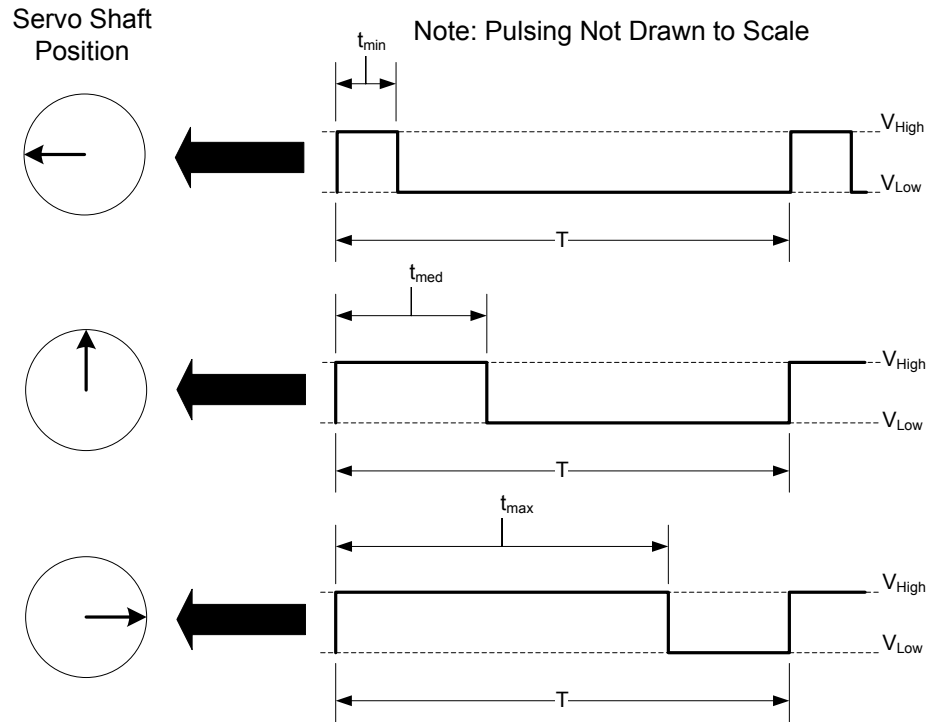 Servo Shaft
Position
Note: Pulsing Not Drawn to Scale
tmin
VHigh
VLow
T
tmed
VHigh
VLow
T
tmax
VHigh
VLow
T